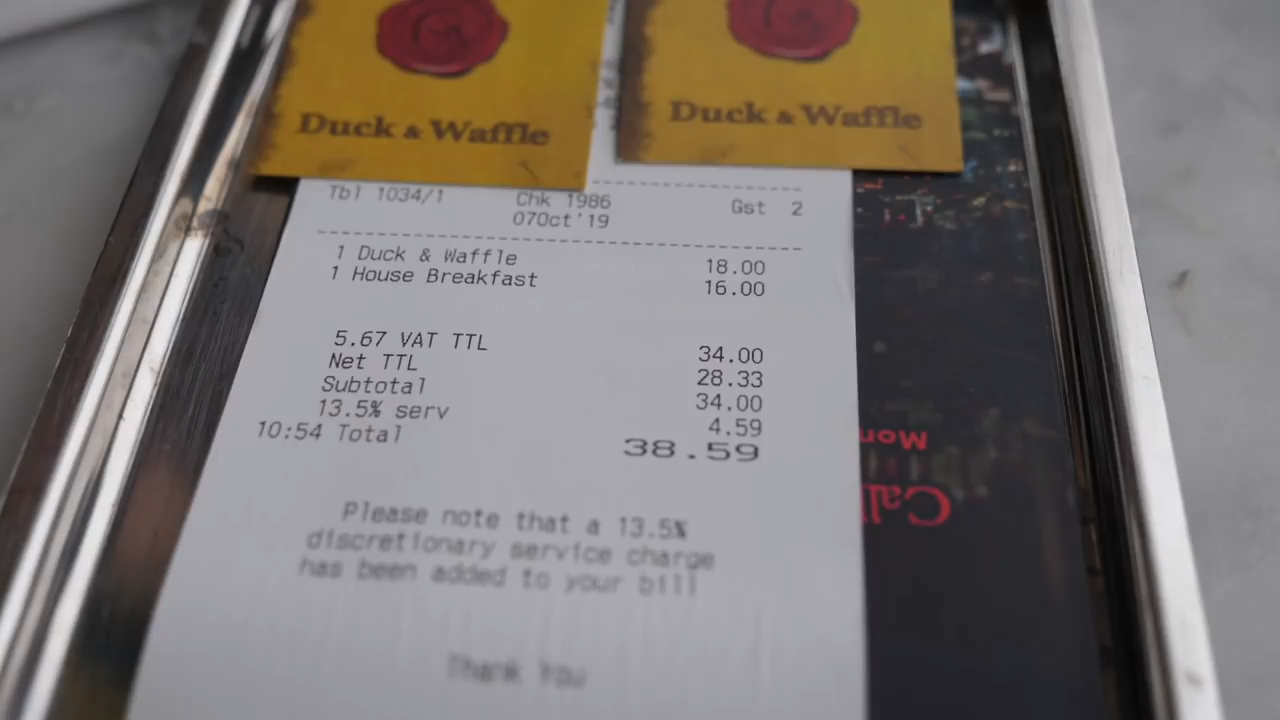 Duck & Waffle
Duck & Waffle
Tbl 1034/1 Chk 1986 Gst 2
07Oct'19
1 Duck & Waffle 18.00
1 House Breakfast 16.00
5.67 VAT TTL 34.00
Net TTL 28.33
Subtotal 34.00
13.5% serv 4.59
10:54 Total 38.59
Please note that a 13.5%
discretionary service charge
has been added to your bill
Thank You